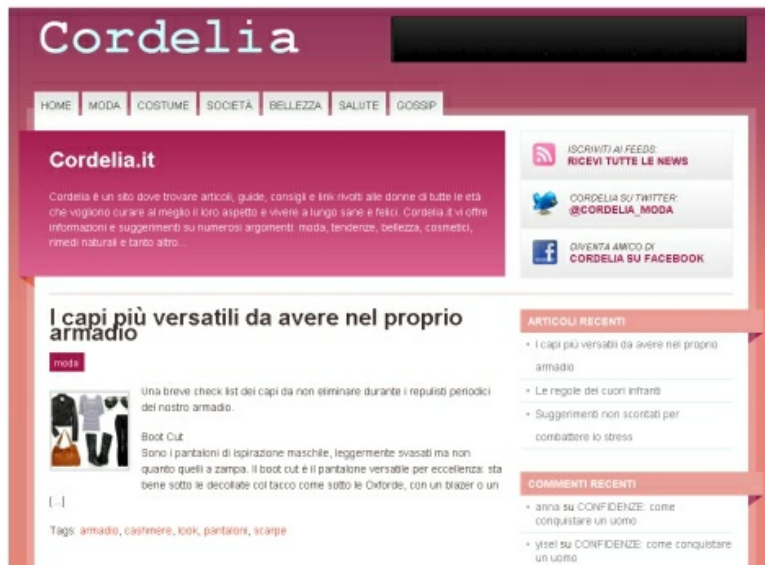 Cordelia
HOME MODA COSTUME SOCIETÀ BELLEZZA SALUTE GOSSIP
Cordelia.it
Cordelia è un sito dove trovare articoli, guide, consigli e link rivolti alle donne di tutte le età
che vogliono curare al meglio il loro aspetto e vivere a lungo sane e felici. Cordelia.it vi offre
informazioni e suggerimenti su numerosi argomenti: moda, tendenze, bellezza, cosmetici,
rimedi naturali e tanto altro...
ISCRIVITI AI FEEDS:
RICEVI TUTTE LE NEWS
CORDELIA SU TWITTER:
@CORDELIA_MODA
DIVENTA AMICO DI
CORDELIA SU FACEBOOK
I capi più versatili da avere nel proprio
armadio
moda
Una breve check list dei capi da non eliminare durante i repulisti periodici
del nostro armadio.
Boot Cut
Sono i pantaloni di ispirazione maschile, leggermente svasati ma non
quanto quelli a zampa. Il boot cut è il pantalone versatile per eccellenza: sta
bene sotto le decollate col tacco come sotto le Oxforde, con un blazer o un
[...]
Tags: armadio, cashmere, look, pantaloni, scarpe
ARTICOLI RECENTI
I capi più versatili da avere nel proprio
armadio
Le regole dei cuori infranti
Suggerimenti non scontati per
combattere lo stress
COMMENTI RECENTI
anna su CONFIDENZE: come
conquistare un uomo
yisel su CONFIDENZE: come conquistare
un uomo